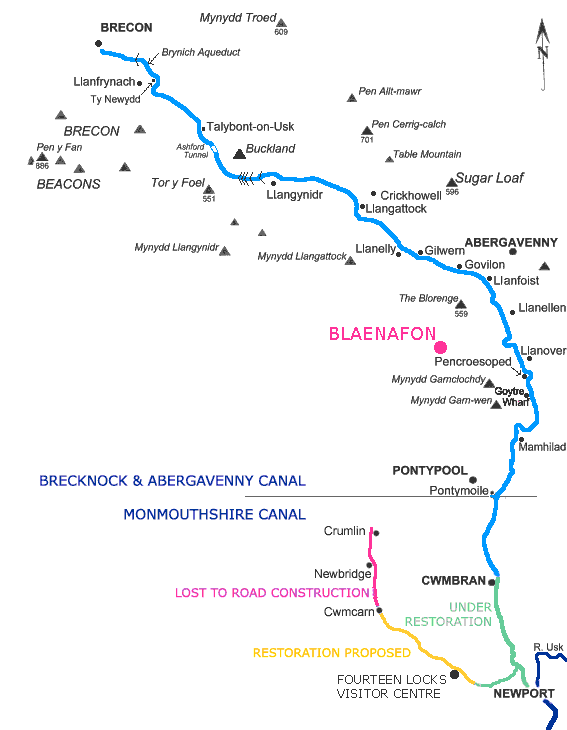 Mynydd Troed
609
BRECON
N
Brynich Aqueduct
Llanfrynach
Ty Newydd
Pen Allt-mawr
BRECON
Talybont-on-Usk
Pen Cerrig-calch
701
Pen y Fan
886
Ashford
Tunnel
Buckland
Table Mountain
BEACONS
Tor y Foel
551
Llangynidr
Crickhowell
Sugar Loaf
596
Llangattock
Mynydd Llangynidr
Mynydd Llangattock
Llanelly
Gilwern
ABERGAVENNY
Govilon
Llanfoist
The Blorenge
559
Llanellen
BLAENAFON
Llanover
Pencroesoped
Mynydd Garnclochdy
Goytre
Wharf
Mynydd Garn-wen
Mamhilad
PONTYPOOL
BRECKNOCK & ABERGAVENNY CANAL
Pontymoile
MONMOUTHSHIRE CANAL
Crumlin
Newbridge
CWMBRAN
LOST TO ROAD CONSTRUCTION
Cwmcarn
UNDER
RESTORATION
RESTORATION PROPOSED
R. Usk
FOURTEEN LOCKS
VISITOR CENTRE
NEWPORT